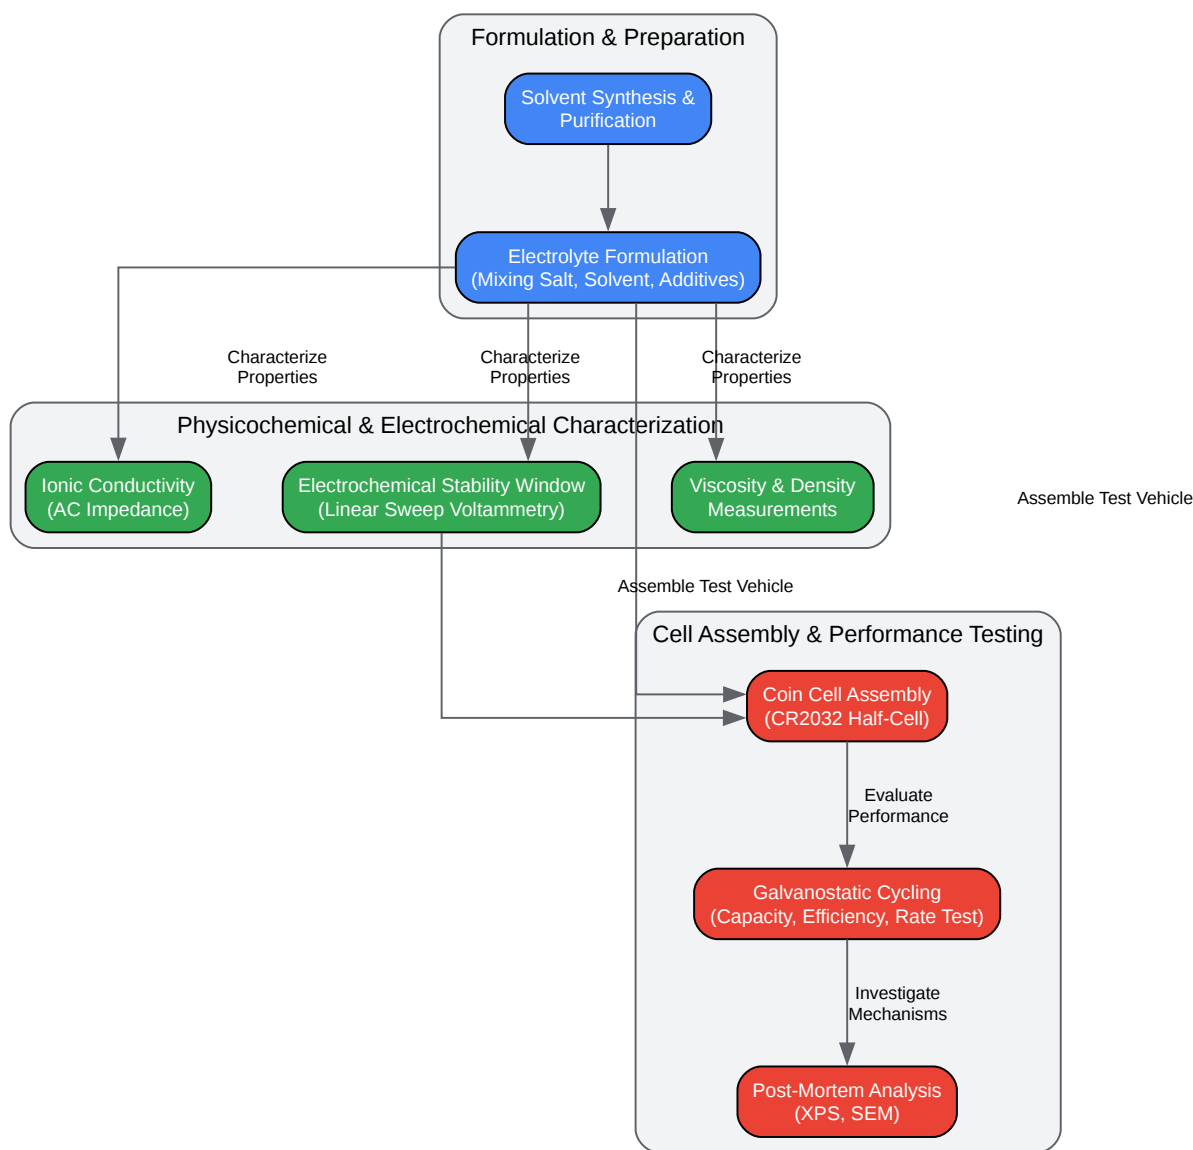 Formulation & Preparation
Solvent Synthesis &
Purification
Electrolyte Formulation
(Mixing Salt, Solvent, Additives)
Characterize
Properties
Characterize
Properties
Characterize
Properties
Physicochemical & Electrochemical Characterization
Ionic Conductivity
(AC Impedance)
Electrochemical Stability Window
(Linear Sweep Voltammetry)
Viscosity & Density
Measurements
Assemble Test Vehicle
Assemble Test Vehicle
Cell Assembly & Performance Testing
Coin Cell Assembly
(CR2032 Half-Cell)
Evaluate
Performance
Galvanostatic Cycling
(Capacity, Efficiency, Rate Test)
Investigate
Mechanisms
Post-Mortem Analysis
(XPS, SEM)